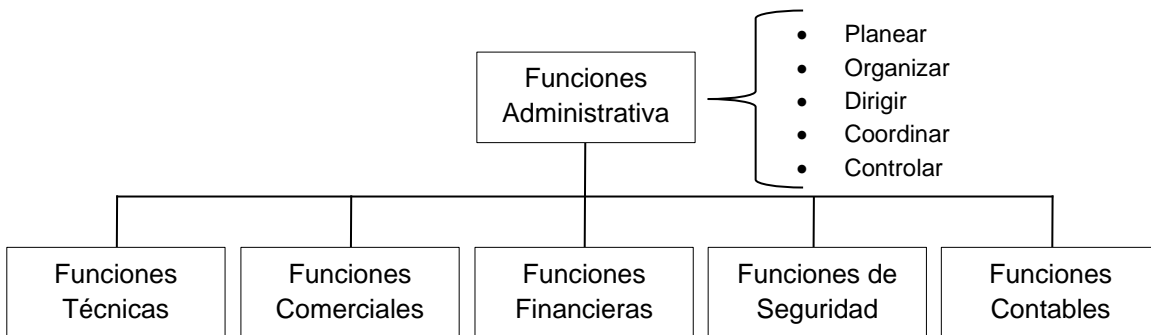 Funciones
Administrativa
• Planear
• Organizar
• Dirigir
• Coordinar
• Controlar
Funciones
Técnicas
Funciones
Comerciales
Funciones
Financieras
Funciones de
Seguridad
Funciones
Contables